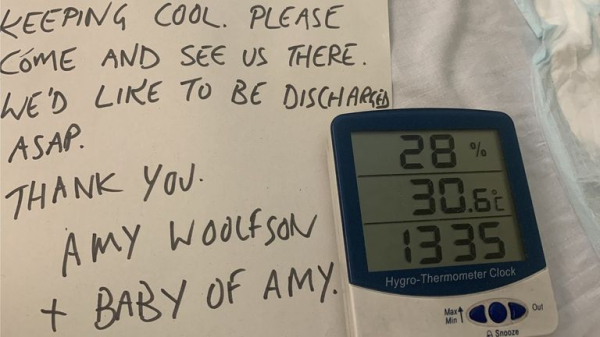 KEEPING COOL. PLEASE
COME AND SEE US THERE.
WE'D LIKE TO BE DISCHARGED
ASAP.
THANK YOU.
AMY WOOLFSON
+ BABY OF AMY.
28 %
30.6°C
1335
Hygro-Thermometer Clock
Max
Min
Out
Snooze